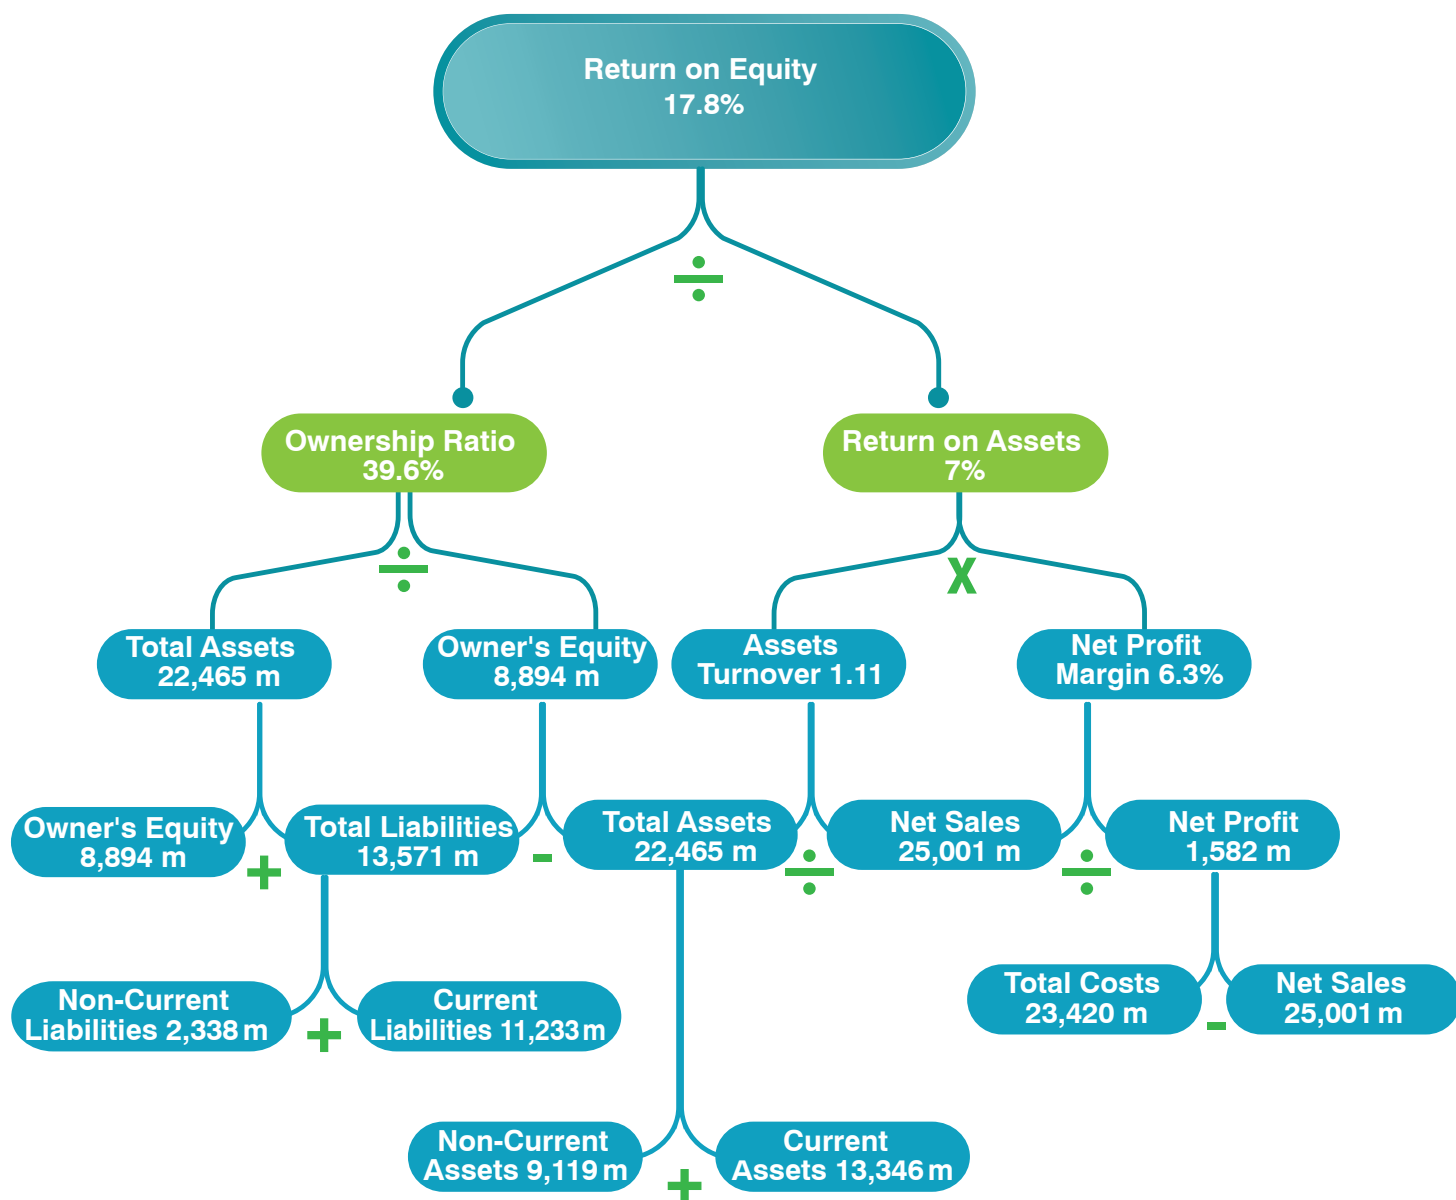 Return on Equity
17.8%
÷
Ownership Ratio
39.6%
Return on Assets
7%
÷
x
Total Assets
22,465 m
Owner's Equity
8,894 m
Assets
Turnover 1.11
Net Profit
Margin 6.3%
Owner's Equity
8,894 m
+
Total Liabilities
13,571 m
-
Total Assets
22,465 m
÷
Net Sales
25,001 m
÷
Net Profit
1,582 m
Non-Current
Liabilities 2,338 m
+
Current
Liabilities 11,233 m
Total Costs
23,420 m
-
Net Sales
25,001 m
Non-Current
Assets 9,119 m
+
Current
Assets 13,346 m